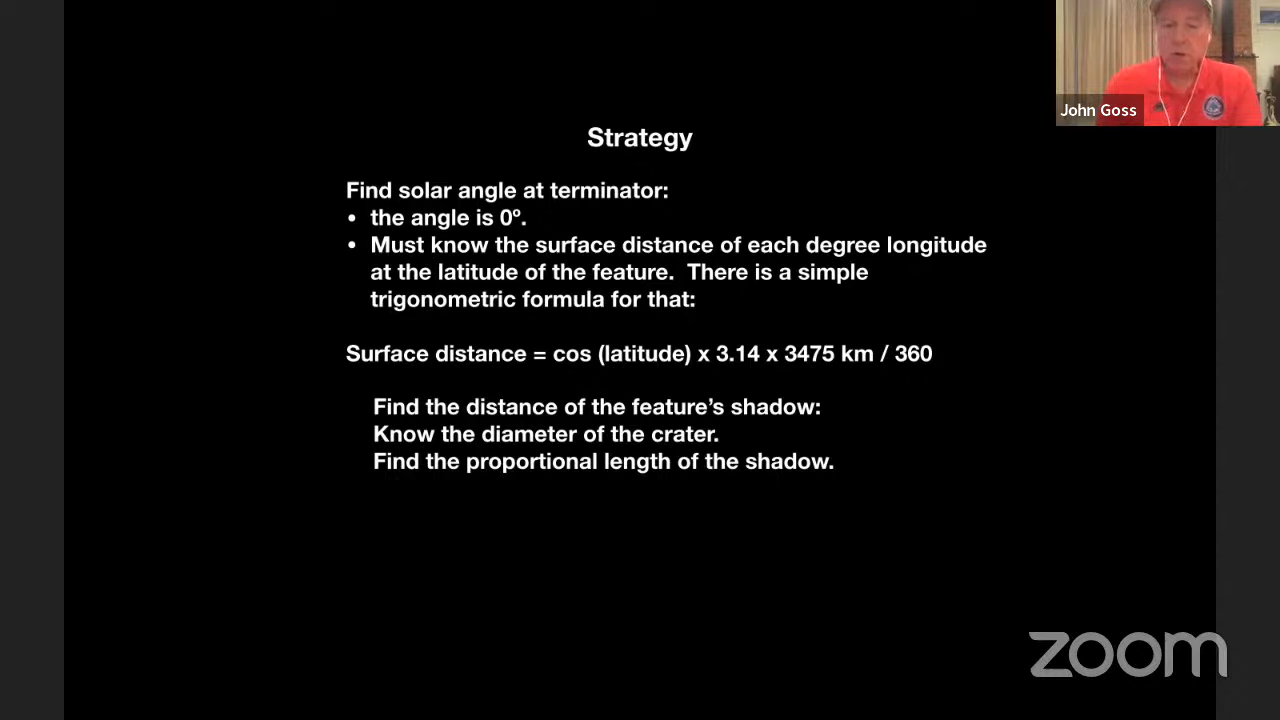 John Goss
Strategy
Find solar angle at terminator:
• the angle is 0º.
• Must know the surface distance of each degree longitude
at the latitude of the feature.  There is a simple
trigonometric formula for that:
Surface distance = cos (latitude) x 3.14 x 3475 km / 360
Find the distance of the feature’s shadow:
Know the diameter of the crater.
Find the proportional length of the shadow.
zoom